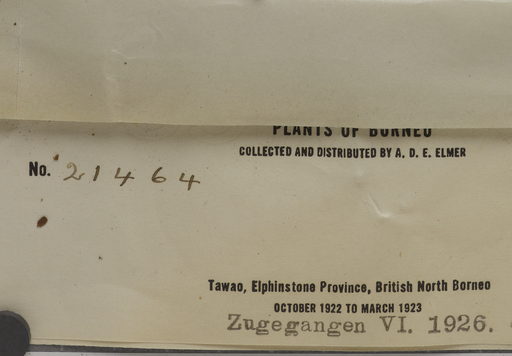 PLANTS OF BORNEO
COLLECTED AND DISTRIBUTED BY A. D. E. ELMER
No. 21464
Tawao, Elphinstone Province, British North Borneo
OCTOBER 1922 TO MARCH 1923
Zugegangen VI. 1926.